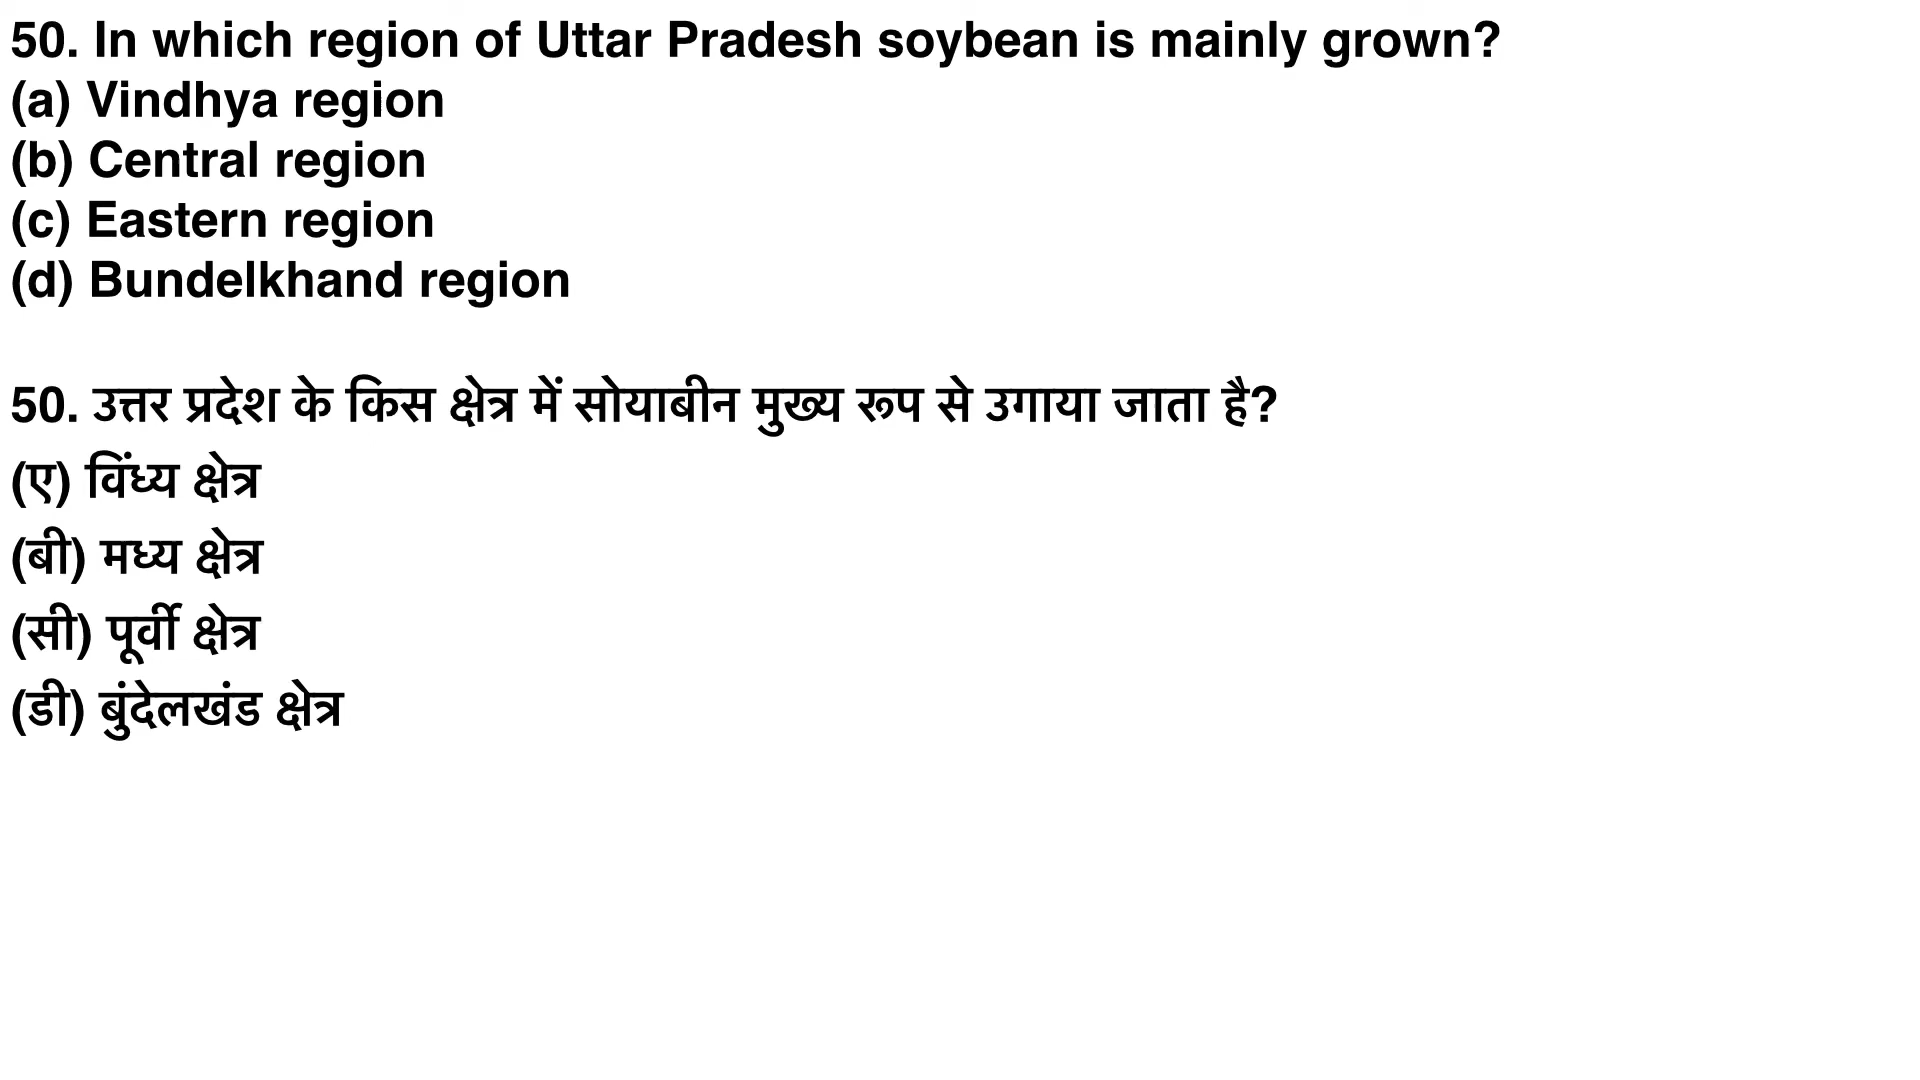 50. In which region of Uttar Pradesh soybean is mainly grown?
(a) Vindhya region
(b) Central region
(c) Eastern region
(d) Bundelkhand region
50. उत्तर प्रदेश के किस क्षेत्र में सोयाबीन मुख्य रूप से उगाया जाता है?
(ए) विंध्य क्षेत्र
(बी) मध्य क्षेत्र
(सी) पूर्वी क्षेत्र
(डी) बुंदेलखंड क्षेत्र